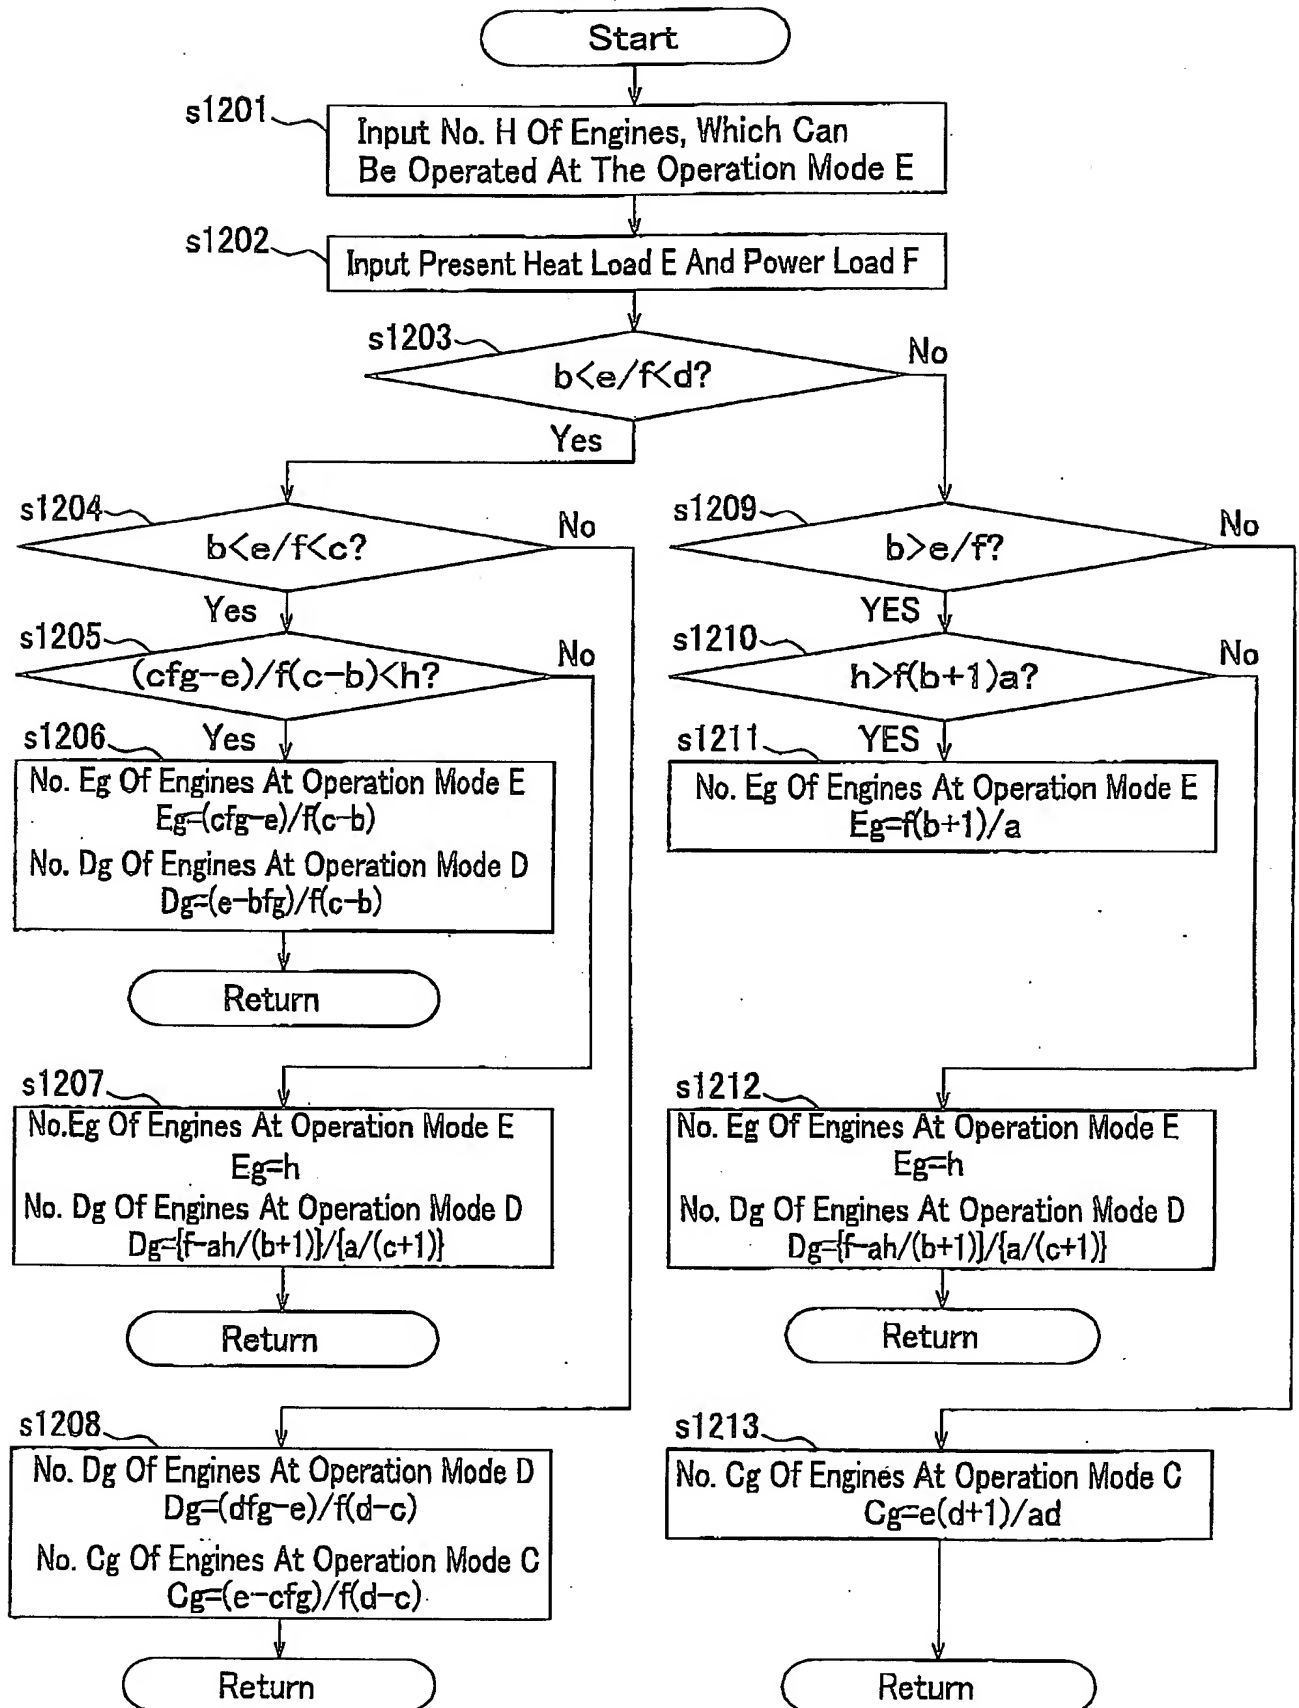 Start
s1201
Input No. H Of Engines, Which Can
Be Operated At The Operation Mode E
s1202
Input Present Heat Load E And Power Load F
s1203
b<e/f<d?
No
Yes
s1204
b<e/f<c?
No
Yes
s1205
(cfg-e)/f(c-b)<h?
No
Yes
s1206
No. Eg Of Engines At Operation Mode E
Eg=(cfg-e)/f(c-b)
No. Dg Of Engines At Operation Mode D
Dg=(e-bfg)/f(c-b)
Return
s1207
No.Eg Of Engines At Operation Mode E
Eg=h
No. Dg Of Engines At Operation Mode D
Dg={f-ah/(b+1)}/{a/(c+1)}
Return
s1208
No. Dg Of Engines At Operation Mode D
Dg=(dfg-e)/f(d-c)
No. Cg Of Engines At Operation Mode C
Cg=(e-cfg)/f(d-c)
Return
s1209
b>e/f?
No
YES
s1210
h>f(b+1)a?
No
YES
s1211
No. Eg Of Engines At Operation Mode E
Eg=f(b+1)/a
s1212
No. Eg Of Engines At Operation Mode E
Eg=h
No. Dg Of Engines At Operation Mode D
Dg={f-ah/(b+1)}/{a/(c+1)}
Return
s1213
No. Cg Of Engines At Operation Mode C
Cg=e(d+1)/ad
Return